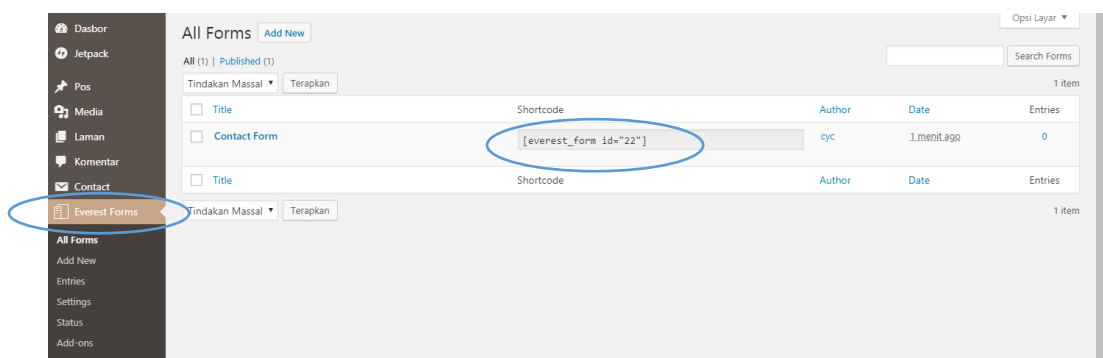 Dasbor
Jetpack
Pos
Media
Laman
Komentar
Contact
Everest Forms
All Forms
Add New
Entries
Settings
Status
Add-ons
Opsi Layar ▼
All Forms Add New
All (1) | Published (1)
Search Forms
Tindakan Massal ▼ Terapkan 1 item
Title Shortcode Author Date Entries
Contact Form [everest_form id="22"] cyc 1 menit ago 0
Title Shortcode Author Date Entries
Tindakan Massal ▼ Terapkan 1 item